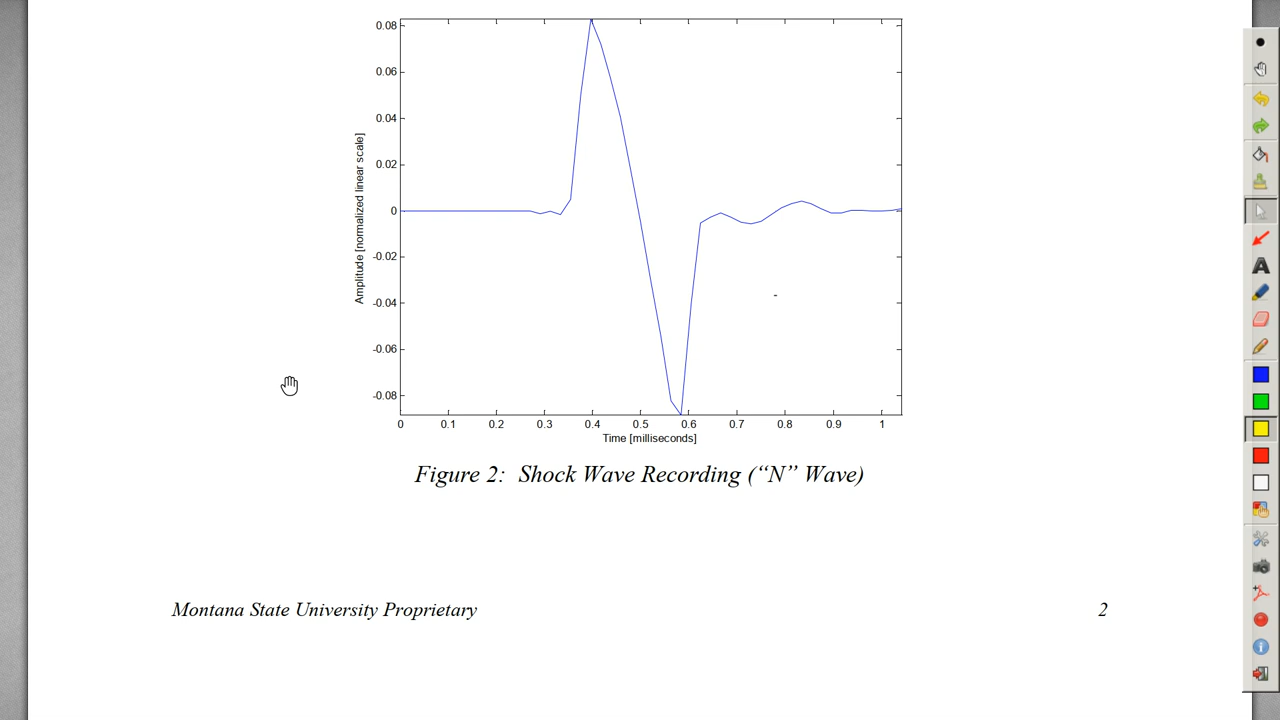 0.08
0.06
0.04
0.02
0
-0.02
-0.04
-0.06
-0.08
Amplitude [normalized linear scale]
0 0.1 0.2 0.3 0.4 0.5 0.6 0.7 0.8 0.9 1
Time [milliseconds]
Figure 2: Shock Wave Recording (“N” Wave)
Montana State University Proprietary 2
A